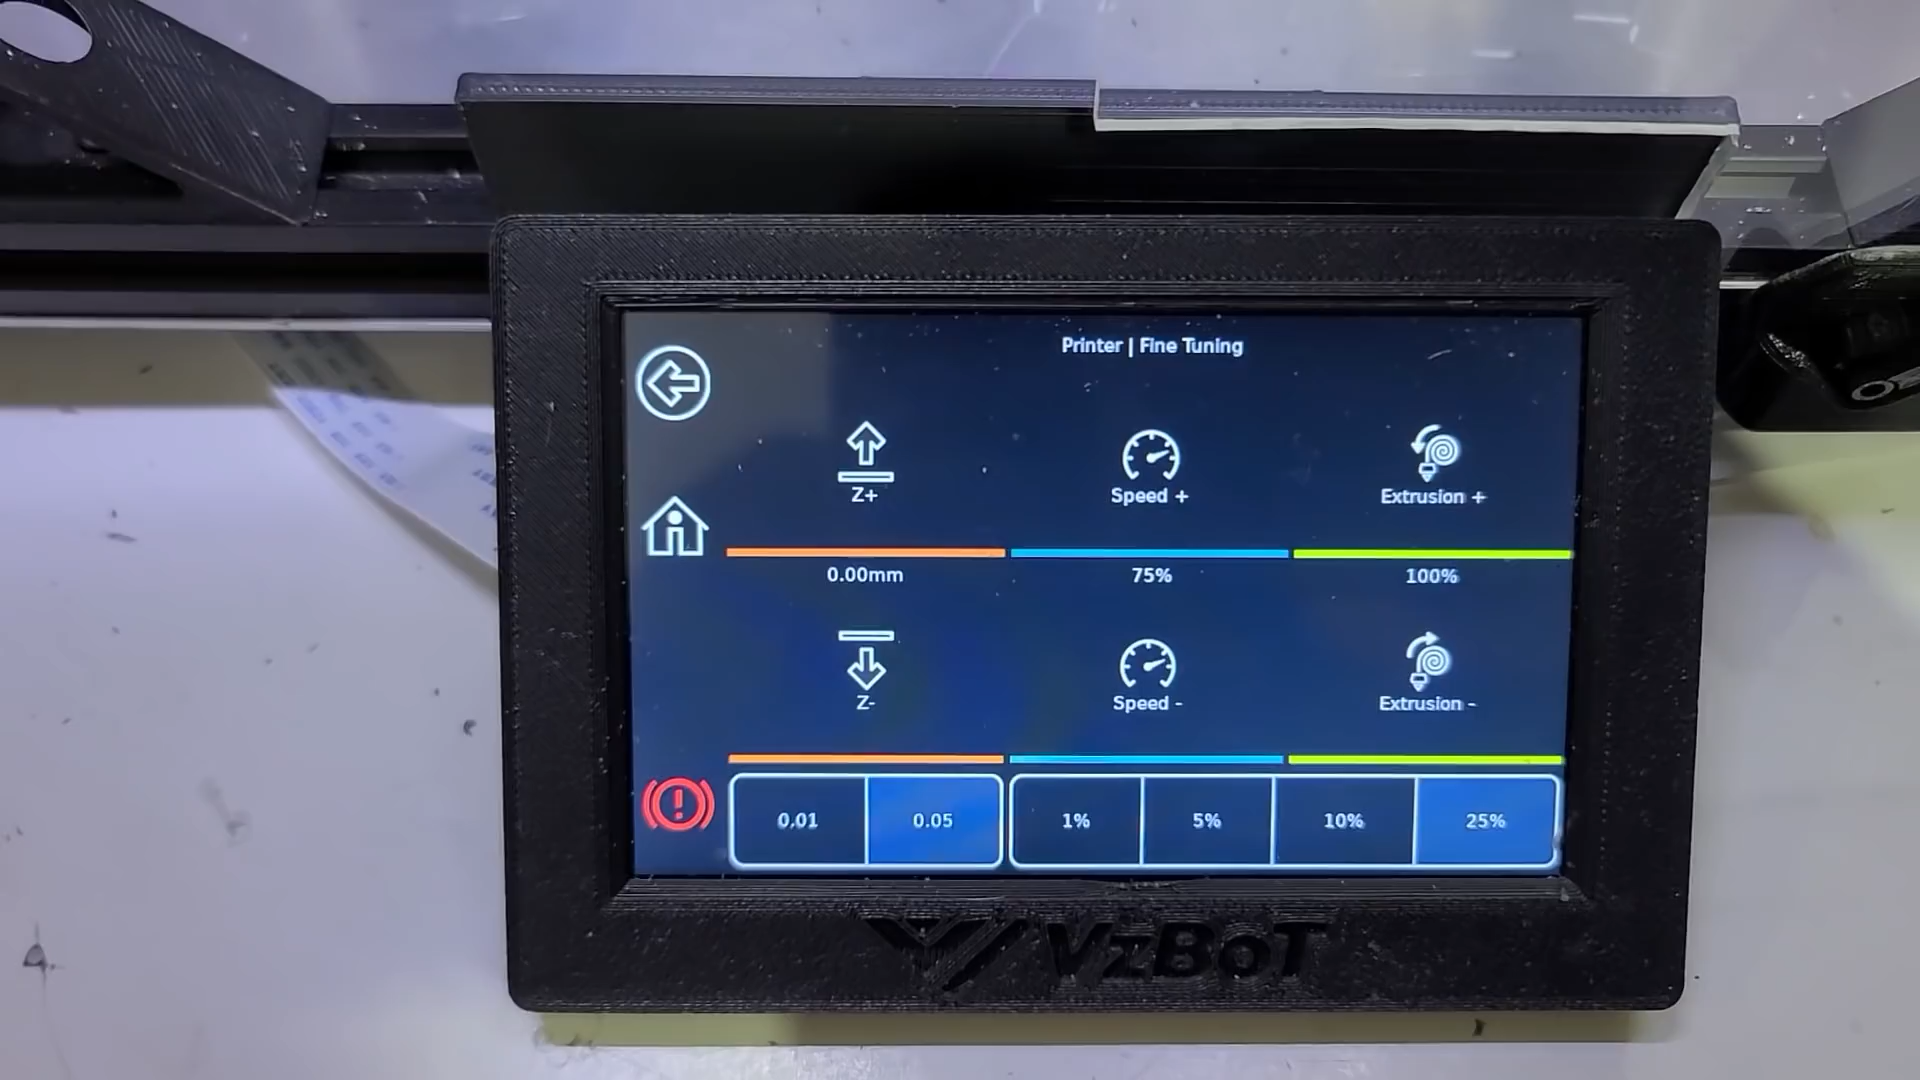 Printer | Fine Tuning
Z+
Speed +
Extrusion +
0.00mm
75%
100%
Z-
Speed -
Extrusion -
0.01
0.05
1%
5%
10%
25%
VzBoT